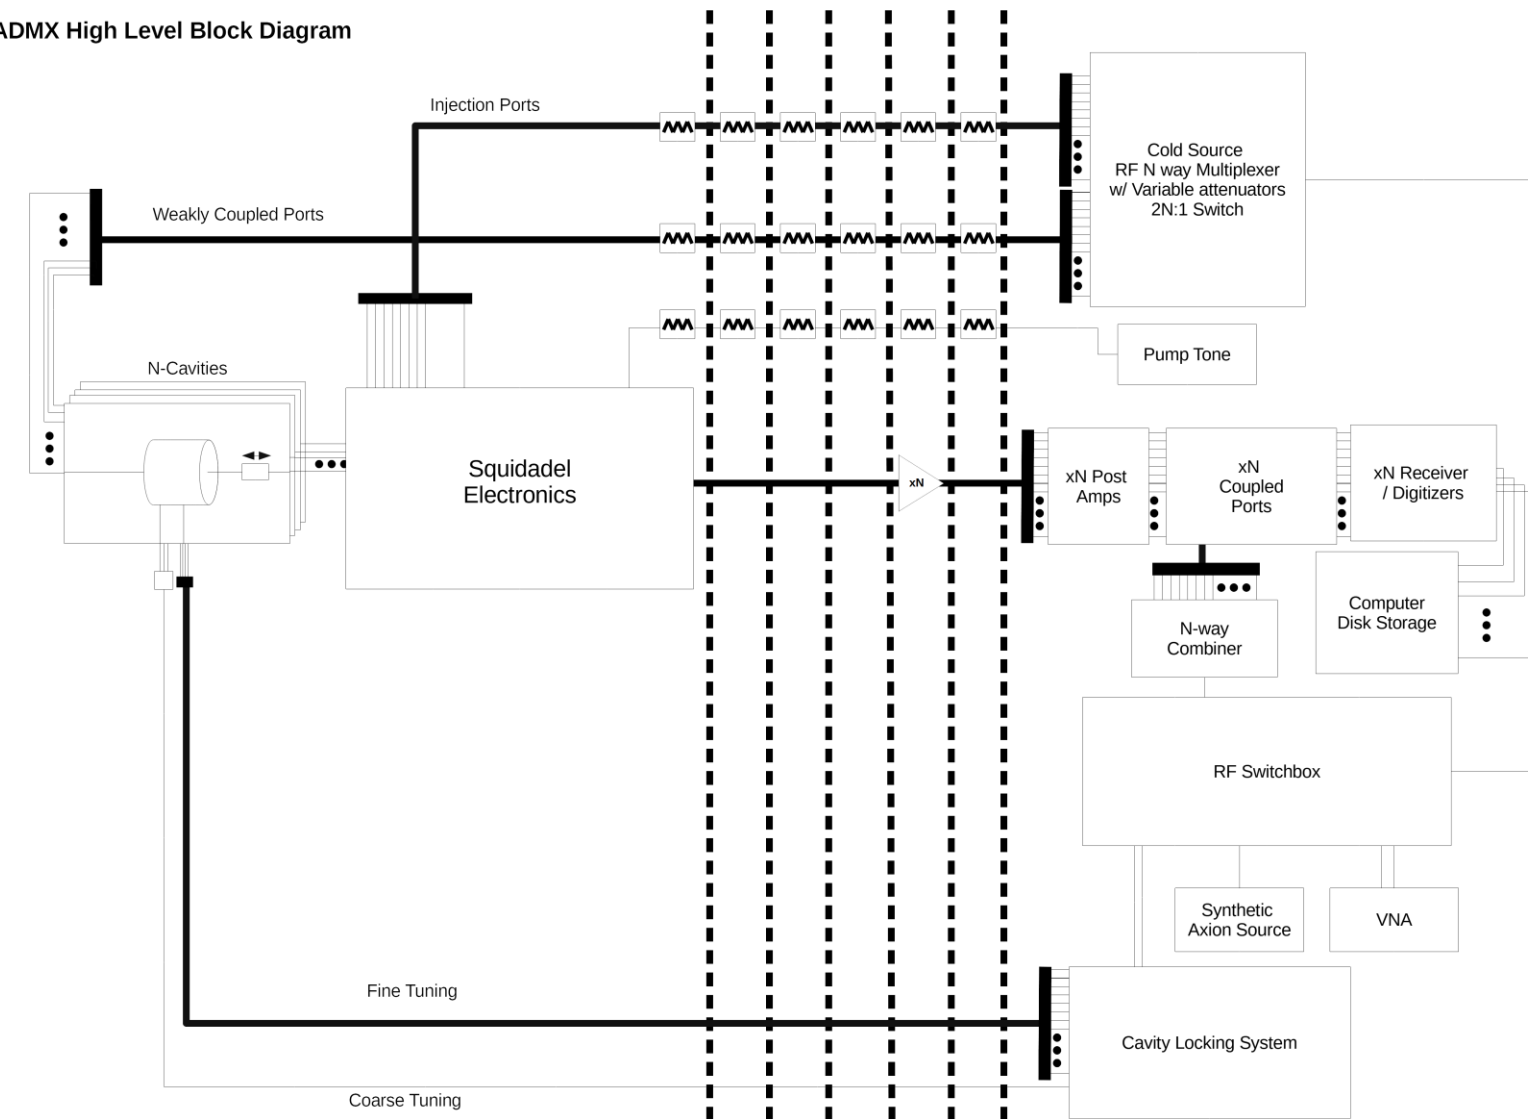 ADMX High Level Block Diagram
Injection Ports
Cold Source
RF N way Multiplexer
w/ Variable attenuators
2N:1 Switch
Weakly Coupled Ports
Pump Tone
N-Cavities
Squidadel
Electronics
xN
xN Post
Amps
xN
Coupled
Ports
xN Receiver
/ Digitizers
Computer
Disk Storage
N-way
Combiner
RF Switchbox
Synthetic
Axion Source
VNA
Fine Tuning
Cavity Locking System
Coarse Tuning